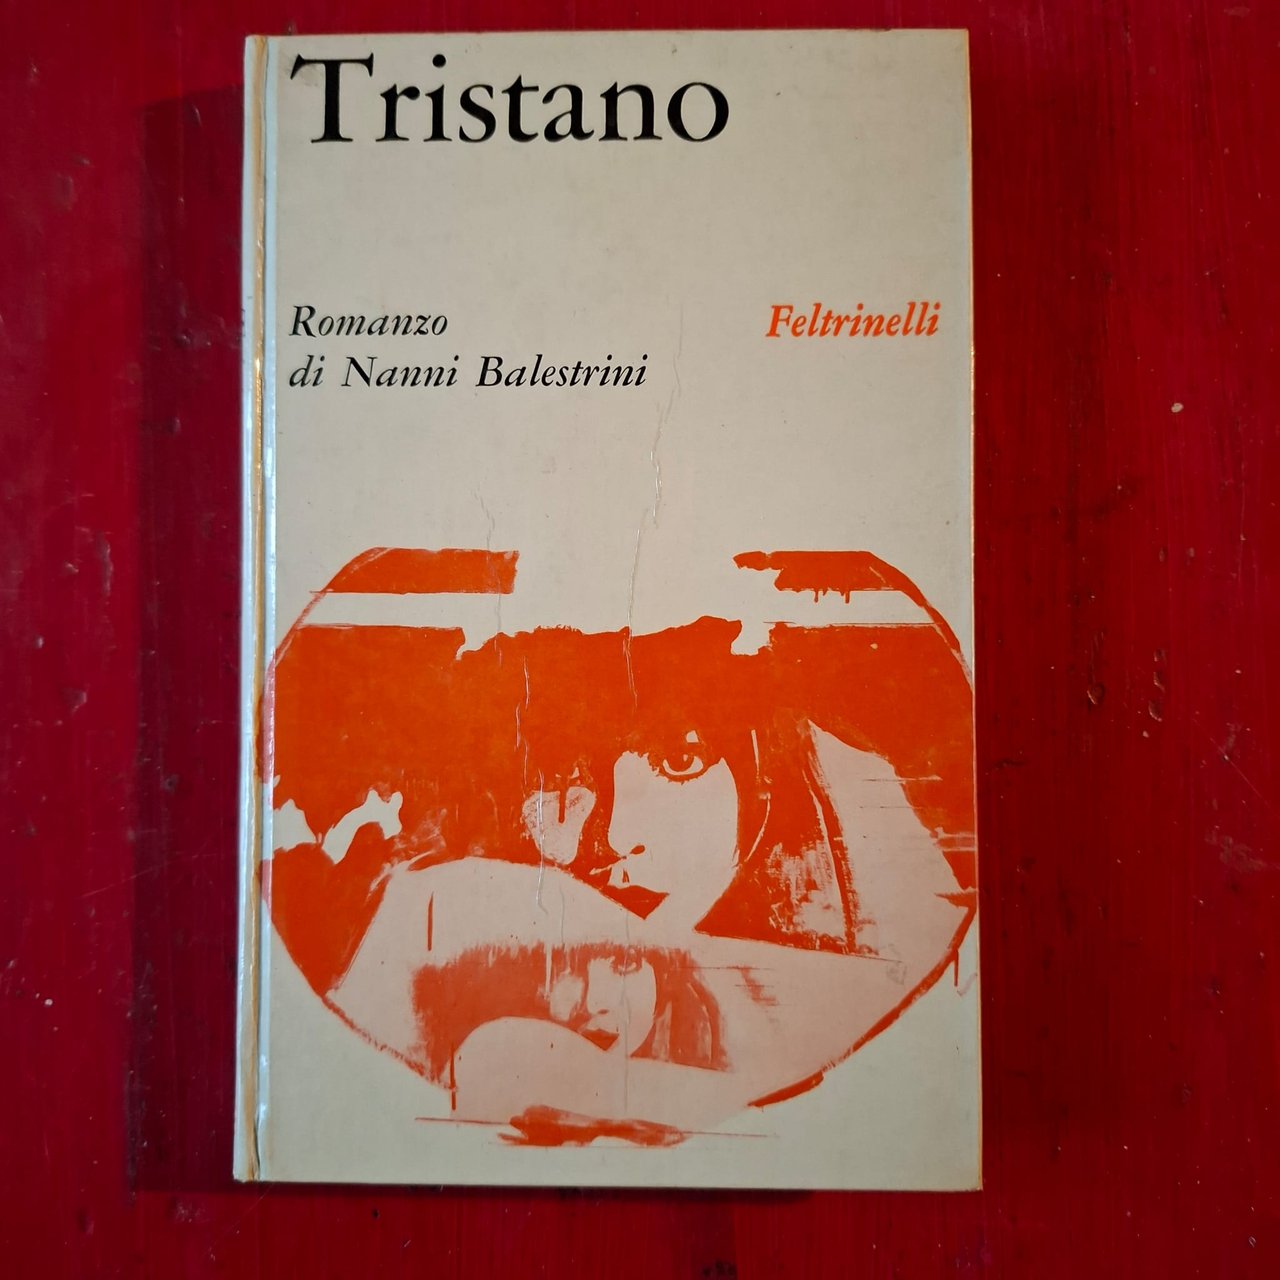 Tristano
Romanzo
di Nanni Balestrini
Feltrinelli